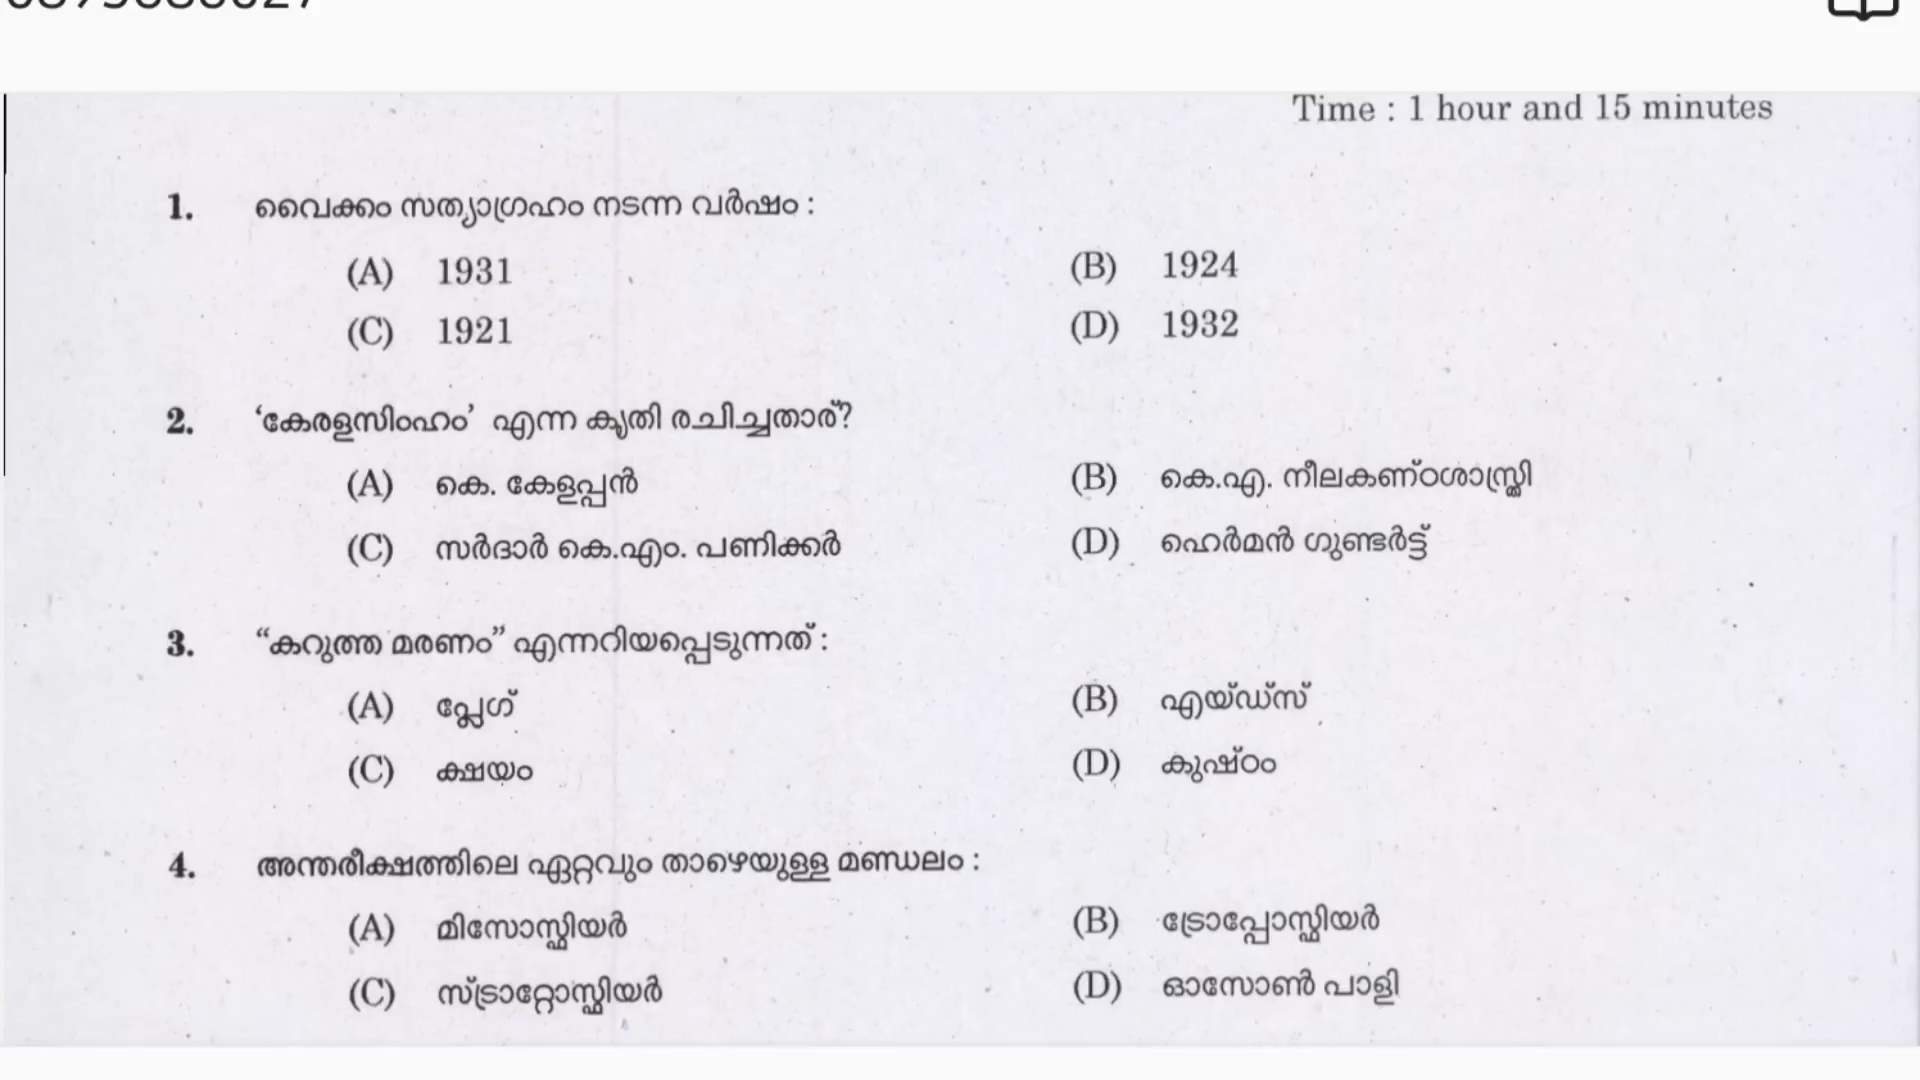 Time : 1 hour and 15 minutes
1. വൈക്കം സത്യാഗ്രഹം നടന്ന വർഷം :
(A) 1931 (B) 1924
(C) 1921 (D) 1932
2. ‘കേരളസിംഹം’ എന്ന കൃതി രചിച്ചതാര്?
(A) കെ. കേളപ്പൻ (B) കെ.എ. നീലകണ്ഠശാസ്ത്രി
(C) സർദാർ കെ.എം. പണിക്കർ (D) ഹെർമൻ ഗുണ്ടർട്ട്
3. “കറുത്ത മരണം” എന്നറിയപ്പെടുന്നത് :
(A) പ്ലേഗ് (B) എയ്ഡ്സ്
(C) ക്ഷയം (D) കുഷ്ഠം
4. അന്തരീക്ഷത്തിലെ ഏറ്റവും താഴെയുള്ള മണ്ഡലം :
(A) മിസോസ്ഫിയർ (B) ട്രോപ്പോസ്ഫിയർ
(C) സ്ട്രാറ്റോസ്ഫിയർ (D) ഓസോൺ പാളി